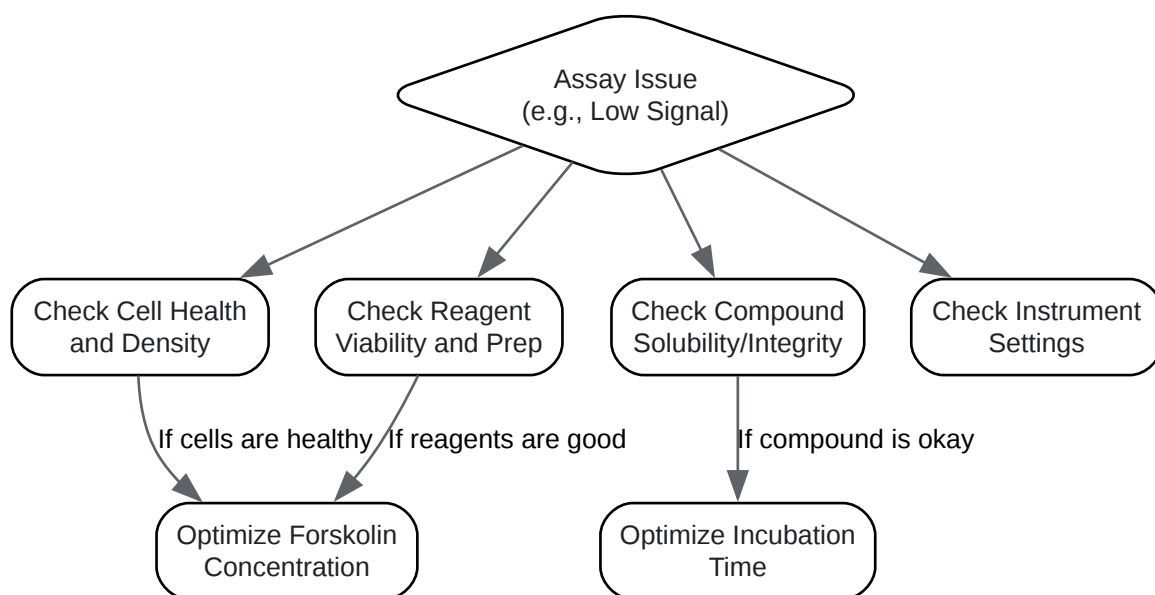 Assay Issue
(e.g., Low Signal)
Check Cell Health
and Density
Check Reagent
Viability and Prep
Check Compound
Solubility/Integrity
Check Instrument
Settings
If cells are healthy
If reagents are good
If compound is okay
Optimize Forskolin
Concentration
Optimize Incubation
Time